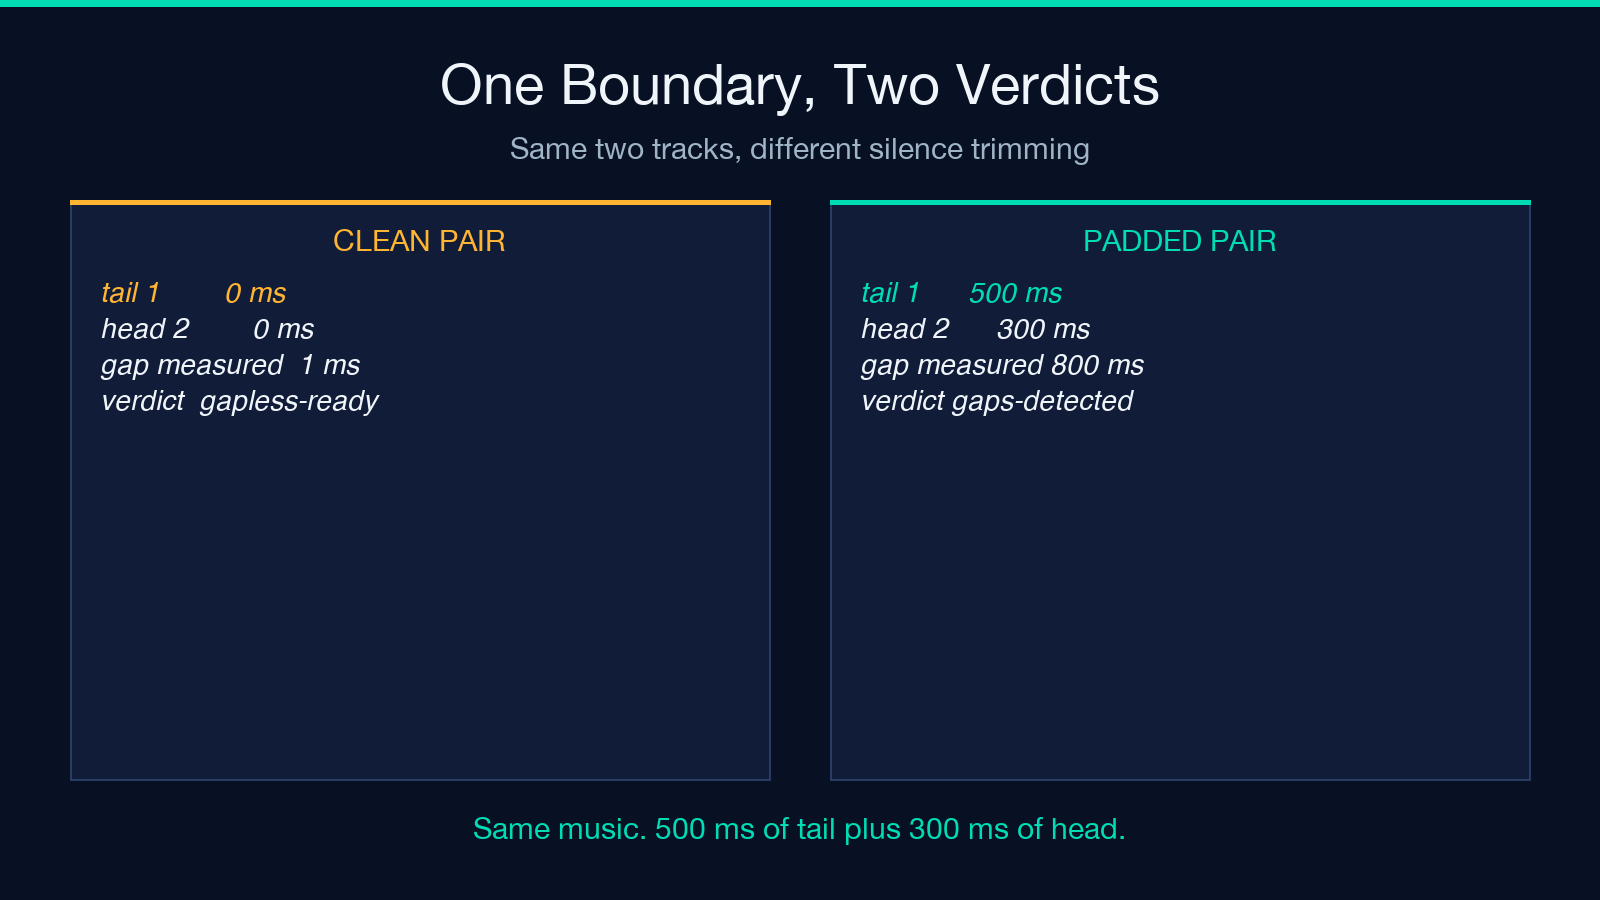 One Boundary, Two Verdicts
Same two tracks, different silence trimming
CLEAN PAIR
tail 1 0 ms
head 2 0 ms
gap measured 1 ms
verdict gapless-ready
PADDED PAIR
tail 1 500 ms
head 2 300 ms
gap measured 800 ms
verdict gaps-detected
Same music. 500 ms of tail plus 300 ms of head.